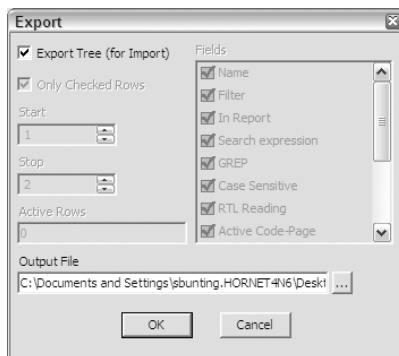 Export
Export Tree (for Import)
Only Checked Rows
Start
1
Stop
2
Active Rows
0
Fields
Name
Filter
In Report
Search expression
GREP
Case Sensitive
RTL Reading
Active Code-Page
Output File
C:\Documents and Settings\sbunting.HORNET4N6\Deskt
...
OK
Cancel